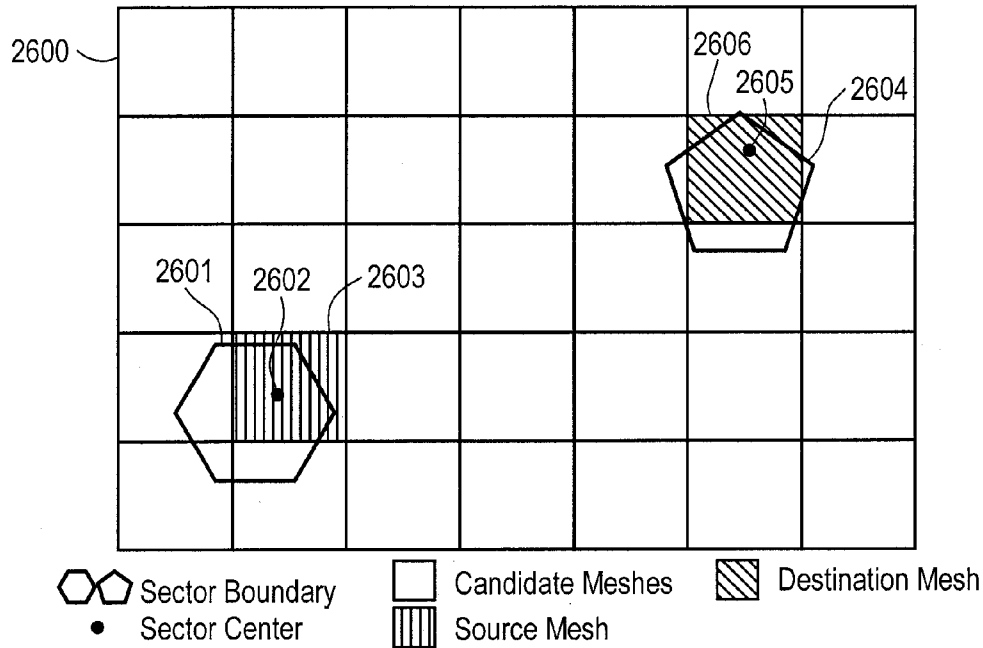 2600
2606
2605
2604
2601
2602
2603
Sector Boundary
Candidate Meshes
Destination Mesh
Sector Center
Source Mesh